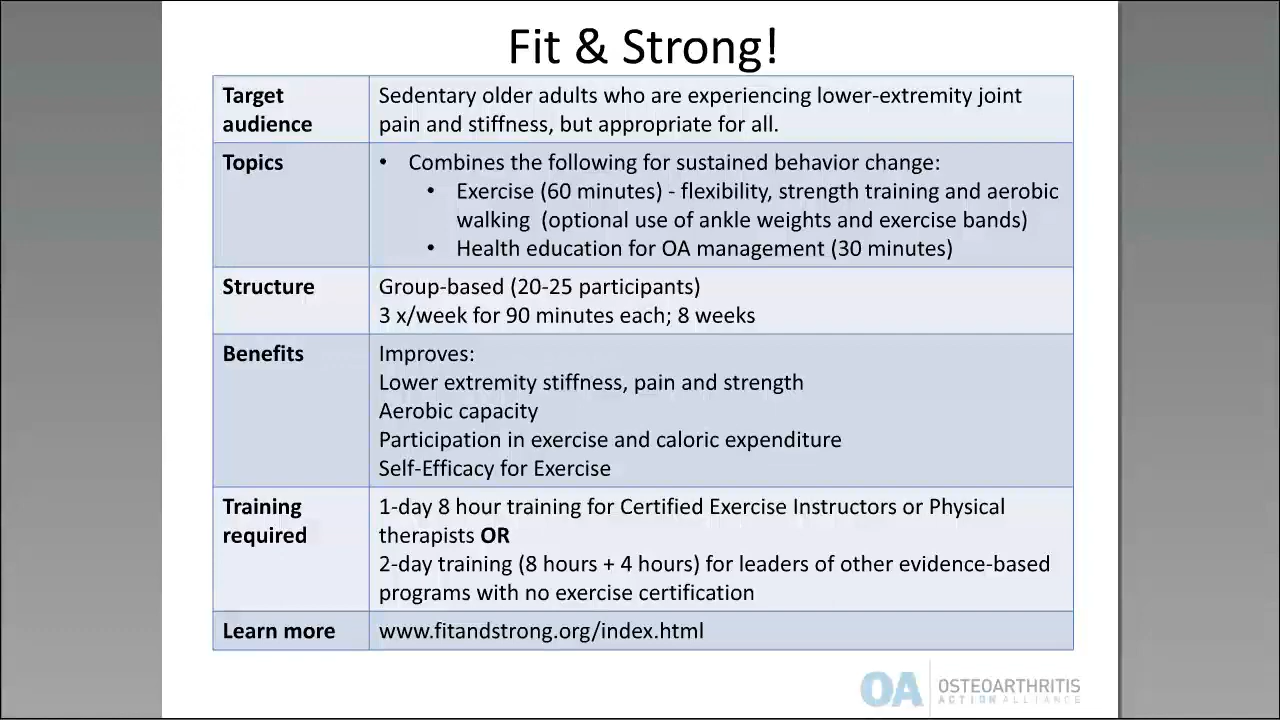 Fit & Strong!
Target
audience
Sedentary older adults who are experiencing lower-extremity joint
pain and stiffness, but appropriate for all.
Topics
• Combines the following for sustained behavior change:
• Exercise (60 minutes) - flexibility, strength training and aerobic
walking (optional use of ankle weights and exercise bands)
• Health education for OA management (30 minutes)
Structure
Group-based (20-25 participants)
3 x/week for 90 minutes each; 8 weeks
Benefits
Improves:
Lower extremity stiffness, pain and strength
Aerobic capacity
Participation in exercise and caloric expenditure
Self-Efficacy for Exercise
Training
required
1-day 8 hour training for Certified Exercise Instructors or Physical
therapists OR
2-day training (8 hours + 4 hours) for leaders of other evidence-based
programs with no exercise certification
Learn more
www.fitandstrong.org/index.html
OA
OSTEOARTHRITIS
ACTION ALLIANCE